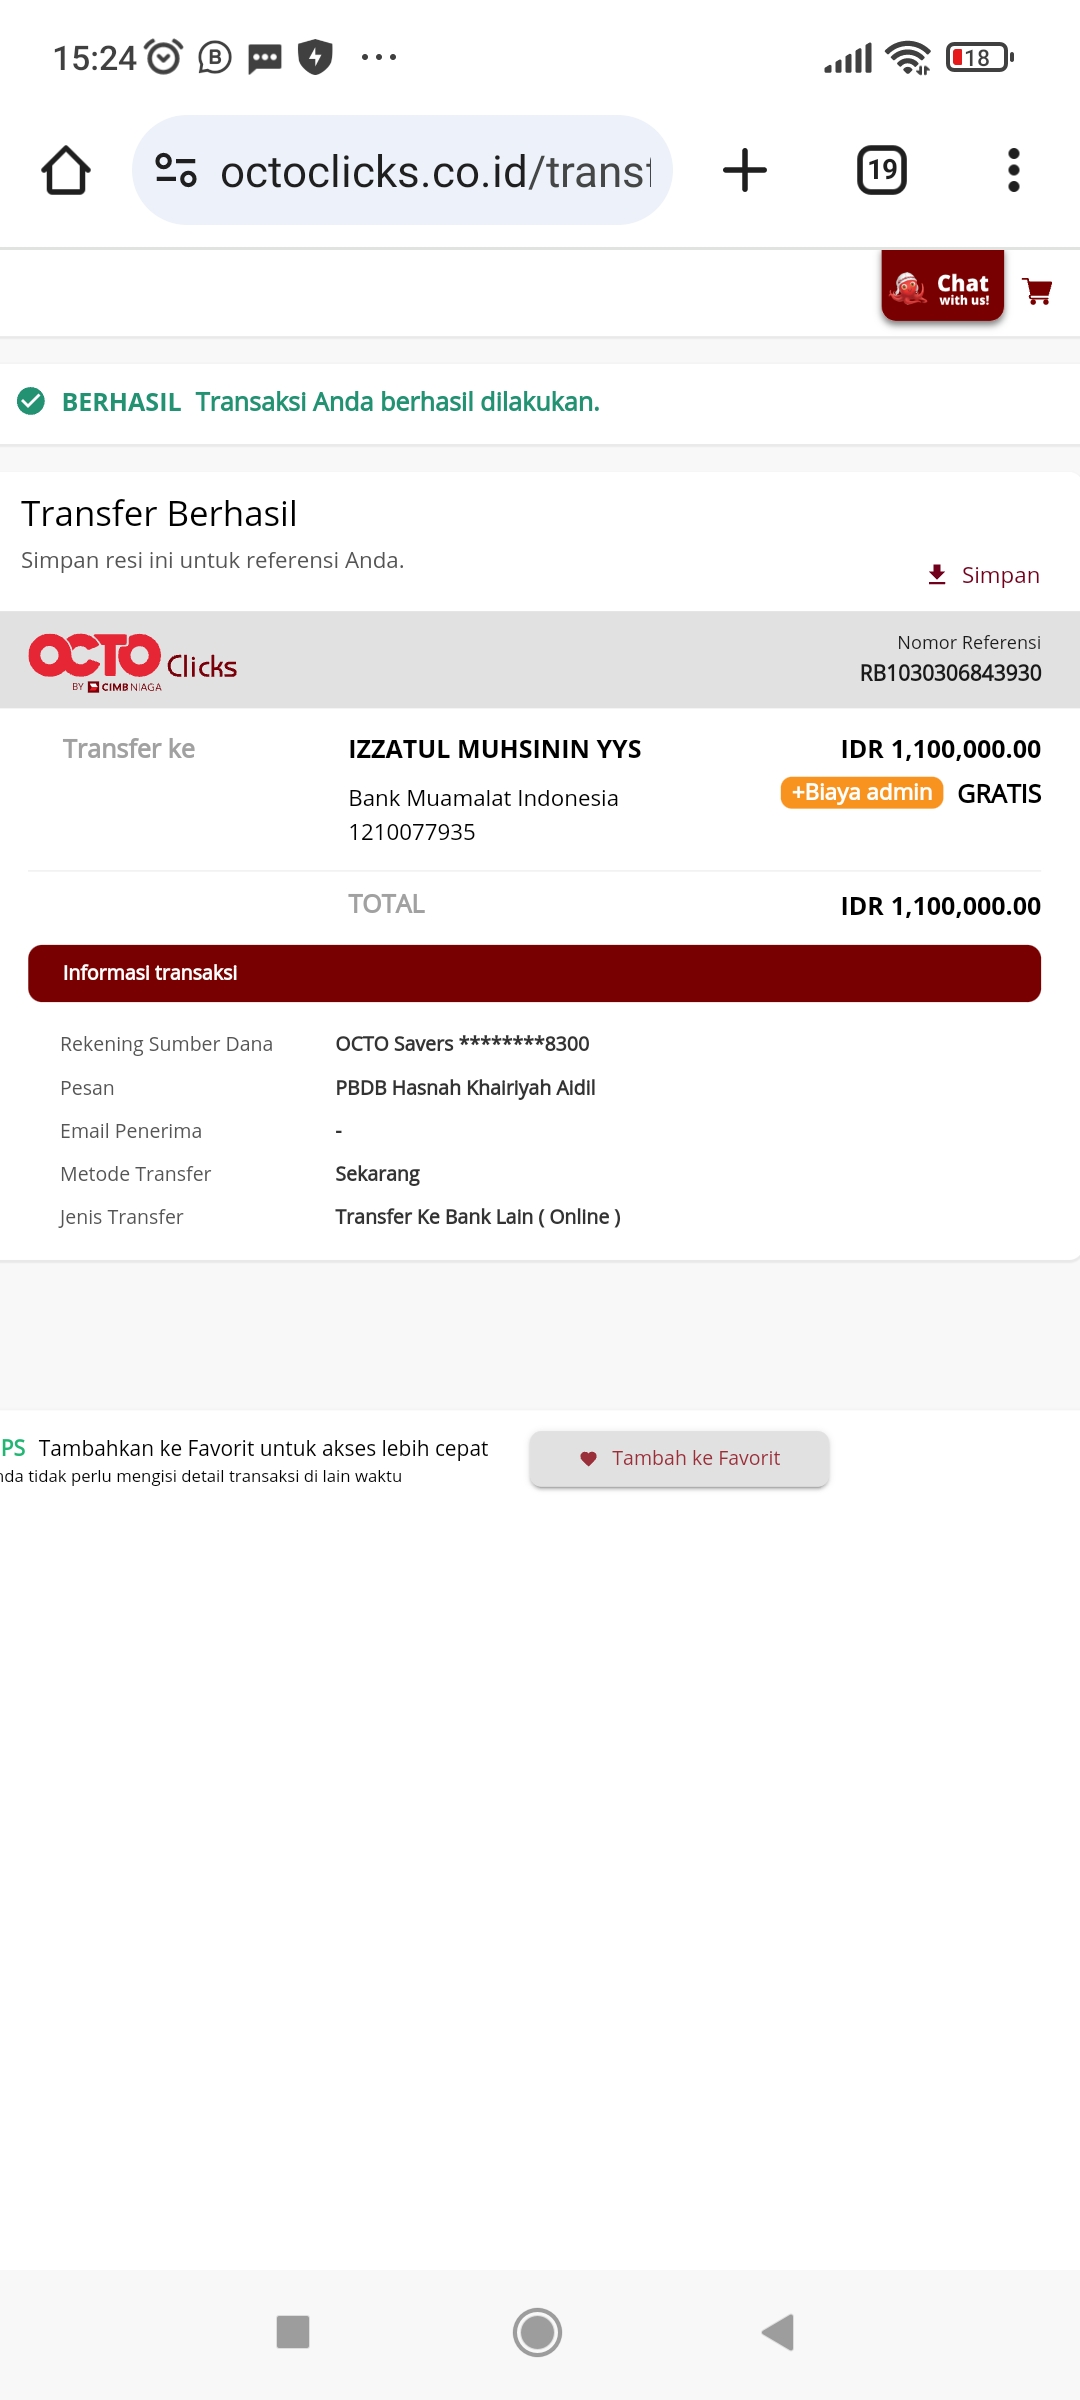 15:24
18
octoclicks.co.id/transf
19
Chat
with us!
BERHASIL Transaksi Anda berhasil dilakukan.
Transfer Berhasil
Simpan resi ini untuk referensi Anda.
Simpan
OCTO Clicks
BY CIMB NIAGA
Nomor Referensi
RB1030306843930
Transfer ke
IZZATUL MUHSININ YYS
IDR 1,100,000.00
Bank Muamalat Indonesia
+Biaya admin GRATIS
1210077935
TOTAL
IDR 1,100,000.00
Informasi transaksi
Rekening Sumber Dana
OCTO Savers ********8300
Pesan
PBDB Hasnah Khairiyah Aidil
Email Penerima
-
Metode Transfer
Sekarang
Jenis Transfer
Transfer Ke Bank Lain ( Online )
PS Tambahkan ke Favorit untuk akses lebih cepat
nda tidak perlu mengisi detail transaksi di lain waktu
Tambah ke Favorit